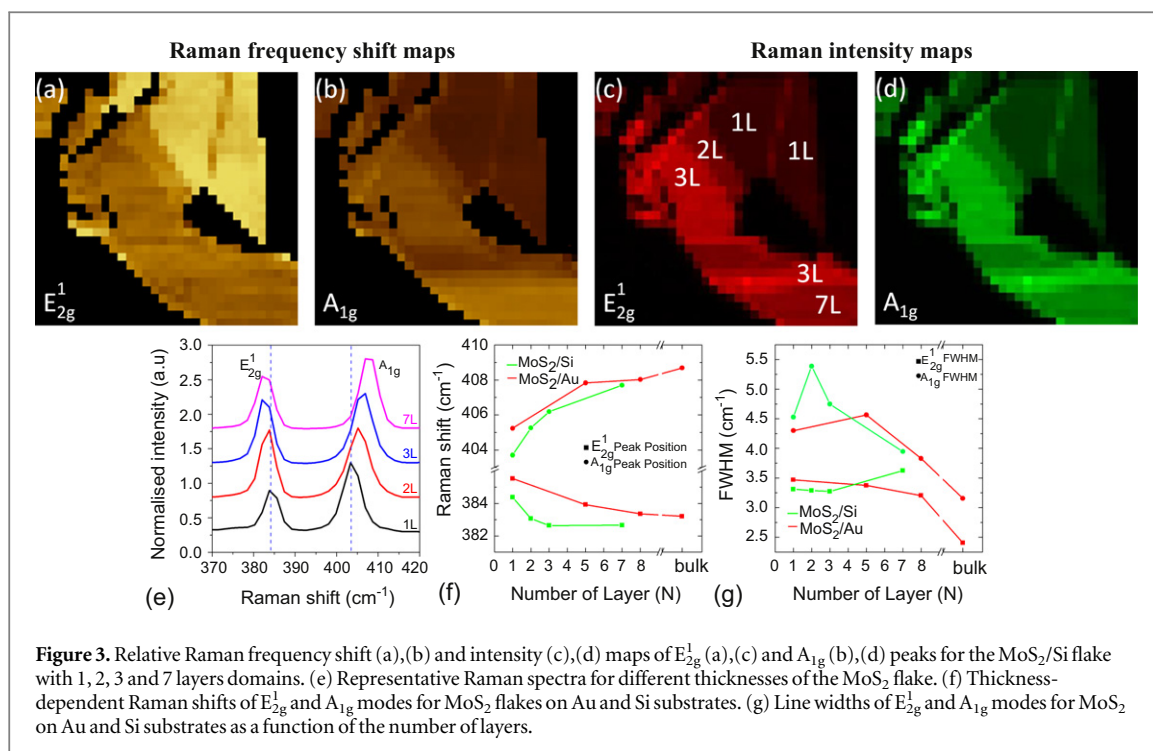 Raman frequency shift maps
Raman intensity maps
(a)
(b)
(c)
(d)
1L
1L
2L
3L
3L
7L
E¹₂g
A₁g
E¹₂g
A₁g
Normalised intensity (a.u)
3.0
2.5
2.0
1.5
1.0
0.5
0.0
E¹₂g
A₁g
7L
3L
2L
1L
370 380 390 400 410 420
Raman shift (cm⁻¹)
(e)
Raman shift (cm⁻¹)
410
408
406
404
384
382
MoS₂/Si
MoS₂/Au
E¹₂g Peak Position
A₁g Peak Position
0 1 2 3 4 5 6 7 8 bulk
Number of Layer (N)
(f)
FWHM (cm⁻¹)
5.5
5.0
4.5
4.0
3.5
3.0
2.5
E¹₂g FWHM
A₁g FWHM
MoS₂/Si
MoS₂/Au
0 1 2 3 4 5 6 7 8 bulk
Number of Layer (N)
(g)
Figure 3. Relative Raman frequency shift (a),(b) and intensity (c),(d) maps of E¹₂g (a),(c) and A₁g (b),(d) peaks for the MoS₂/Si flake
with 1, 2, 3 and 7 layers domains. (e) Representative Raman spectra for different thicknesses of the MoS₂ flake. (f) Thickness-
dependent Raman shifts of E¹₂g and A₁g modes for MoS₂ flakes on Au and Si substrates. (g) Line widths of E¹₂g and A₁g modes for MoS₂
on Au and Si substrates as a function of the number of layers.